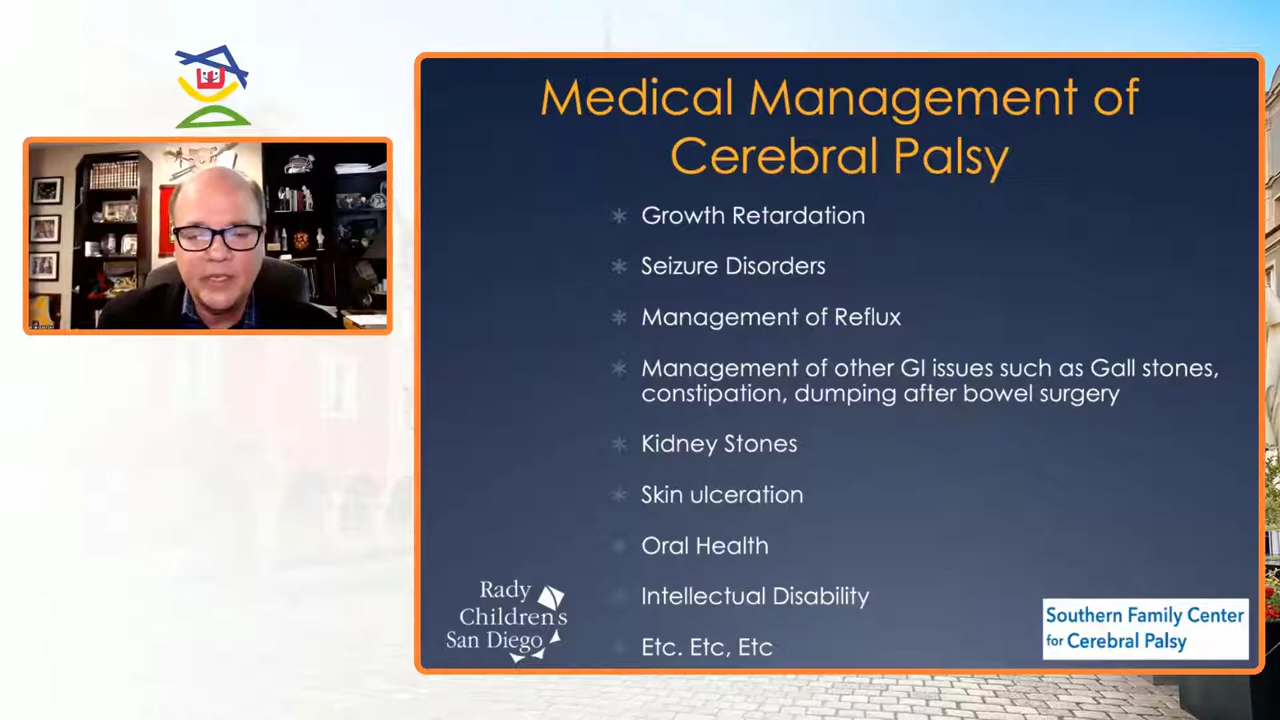 Medical Management of
Cerebral Palsy
Growth Retardation
Seizure Disorders
Management of Reflux
Management of other GI issues such as Gall stones,
constipation, dumping after bowel surgery
Kidney Stones
Skin ulceration
Oral Health
Intellectual Disability
Etc. Etc, Etc
Rady
Children's
San Diego
Southern Family Center
for Cerebral Palsy